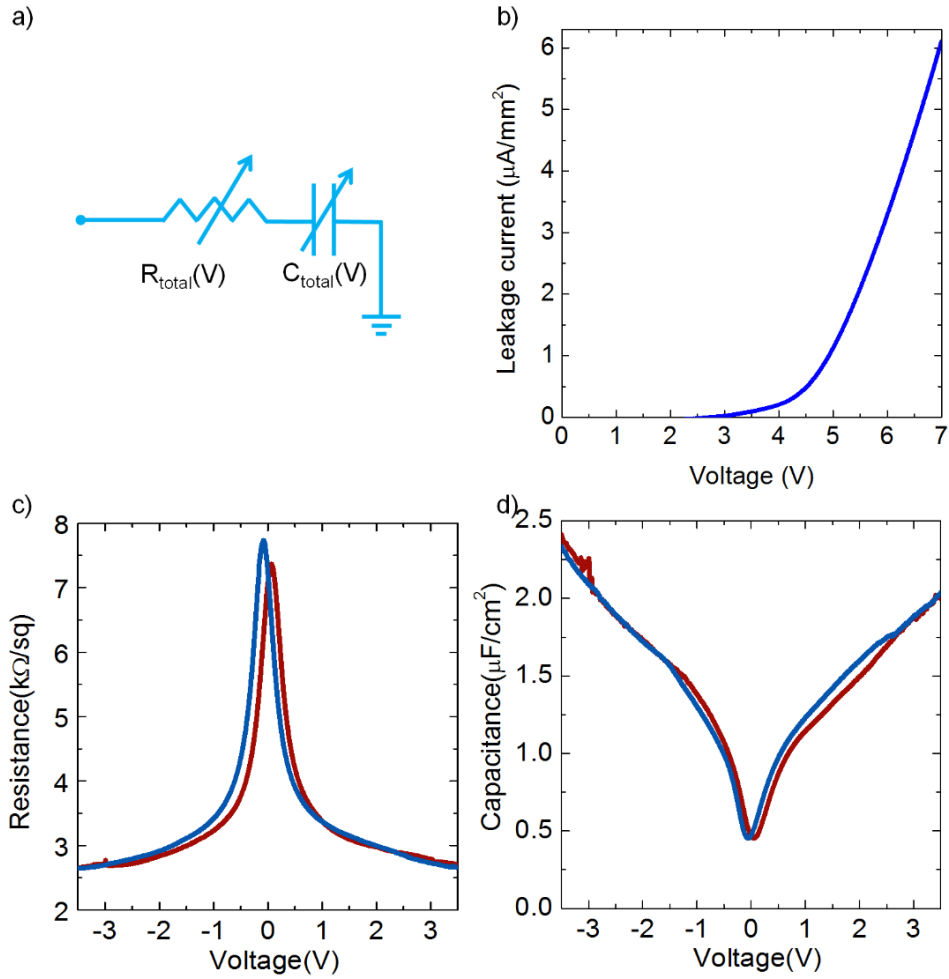 a)
R_total(V)
C_total(V)
b)
Leakage current (μA/mm²)
6
5
4
3
2
1
0
0 1 2 3 4 5 6 7
Voltage (V)
c)
Resistance(kΩ/sq)
8
7
6
5
4
3
2
-3 -2 -1 0 1 2 3
Voltage(V)
d)
Capacitance(μF/cm²)
2.5
2.0
1.5
1.0
0.5
0.0
-3 -2 -1 0 1 2 3
Voltage(V)